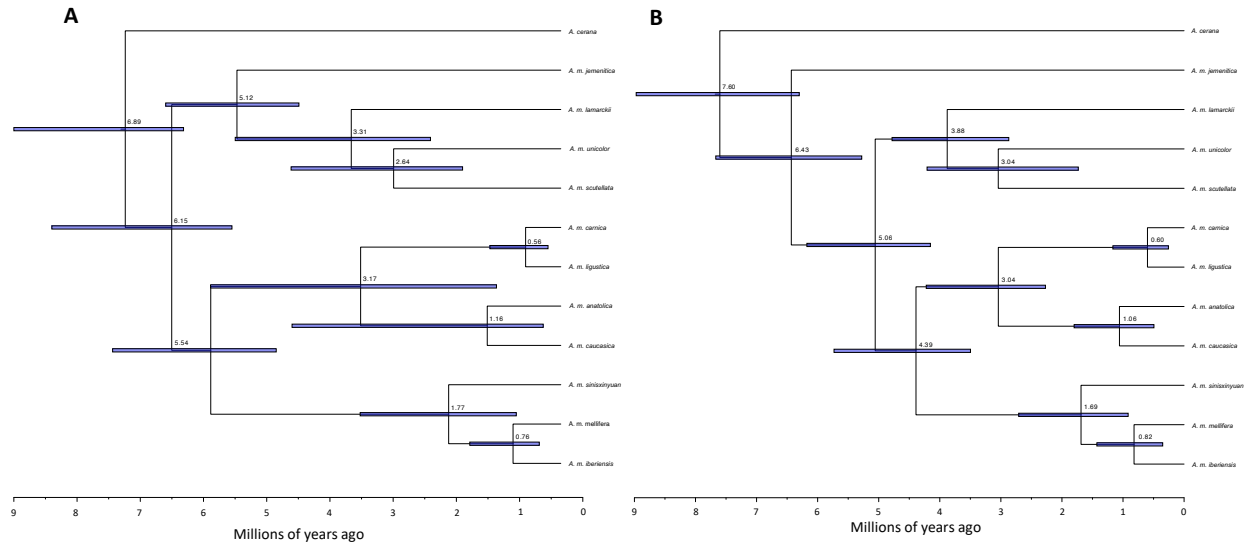 A
A. cerana
A. m. jemenitica
5.12
A. m. lamarckii
6.89
3.31
A. m. unicolor
2.64
A. m. scutellata
6.15
A. m. carnica
0.56
A. m. ligustica
3.17
A. m. anatolica
1.16
A. m. caucasica
5.54
A. m. sinisxinyuan
1.77
A. m. mellifera
0.76
A. m. iberiensis
9 8 7 6 5 4 3 2 1 0
Millions of years ago
B
A. cerana
A. m. jemenitica
7.60
A. m. lamarckii
3.88
A. m. unicolor
6.43
3.04
A. m. scutellata
A. m. carnica
0.60
5.06
A. m. ligustica
3.04
A. m. anatolica
1.06
A. m. caucasica
4.39
A. m. sinisxinyuan
1.69
A. m. mellifera
0.82
A. m. iberiensis
9 8 7 6 5 4 3 2 1 0
Millions of years ago